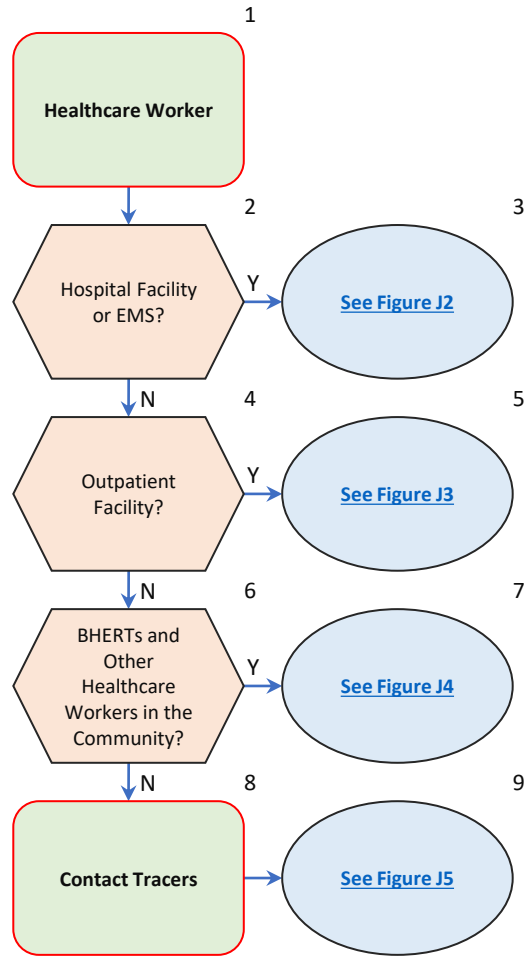 1
Healthcare Worker
2
3
Hospital Facility
or EMS?
Y
See Figure J2
N
4
5
Outpatient
Facility?
Y
See Figure J3
N
6
7
BHERTs and
Other
Healthcare
Workers in the
Community?
Y
See Figure J4
N
8
9
Contact Tracers
See Figure J5